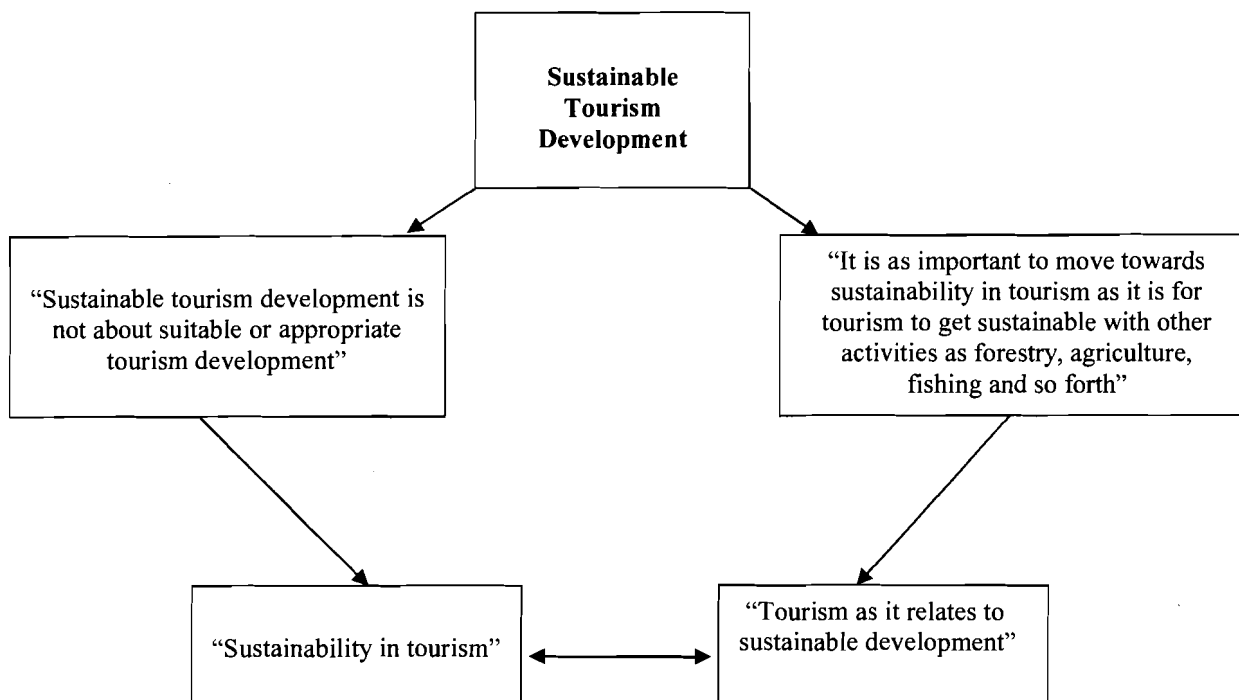 Sustainable
Tourism
Development
“Sustainable tourism development is
not about suitable or appropriate
tourism development”
“It is as important to move towards
sustainability in tourism as it is for
tourism to get sustainable with other
activities as forestry, agriculture,
fishing and so forth”
“Sustainability in tourism”
“Tourism as it relates to
sustainable development”